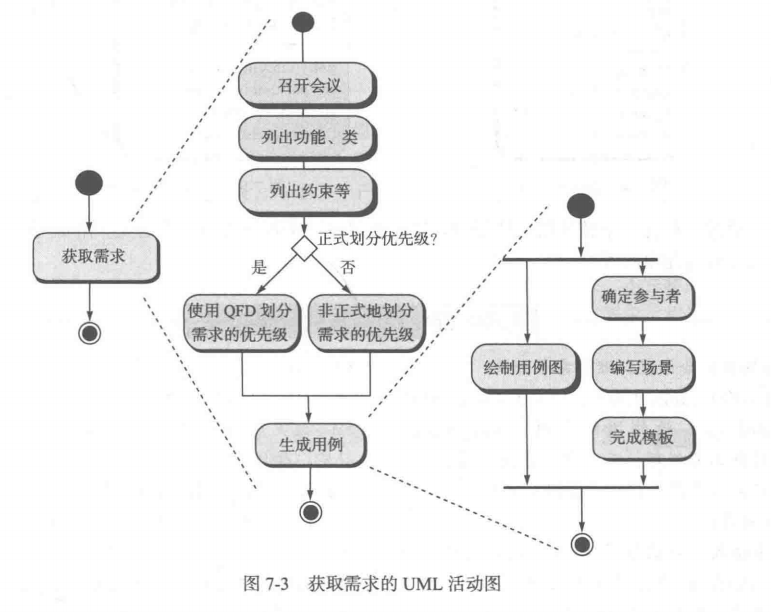 获取需求
召开会议
列出功能、类
列出约束等
正式划分优先级?
是
否
使用 QFD 划分
需求的优先级
非正式地划分
需求的优先级
生成用例
绘制用例图
确定参与者
编写场景
完成模板
图 7-3 获取需求的 UML 活动图